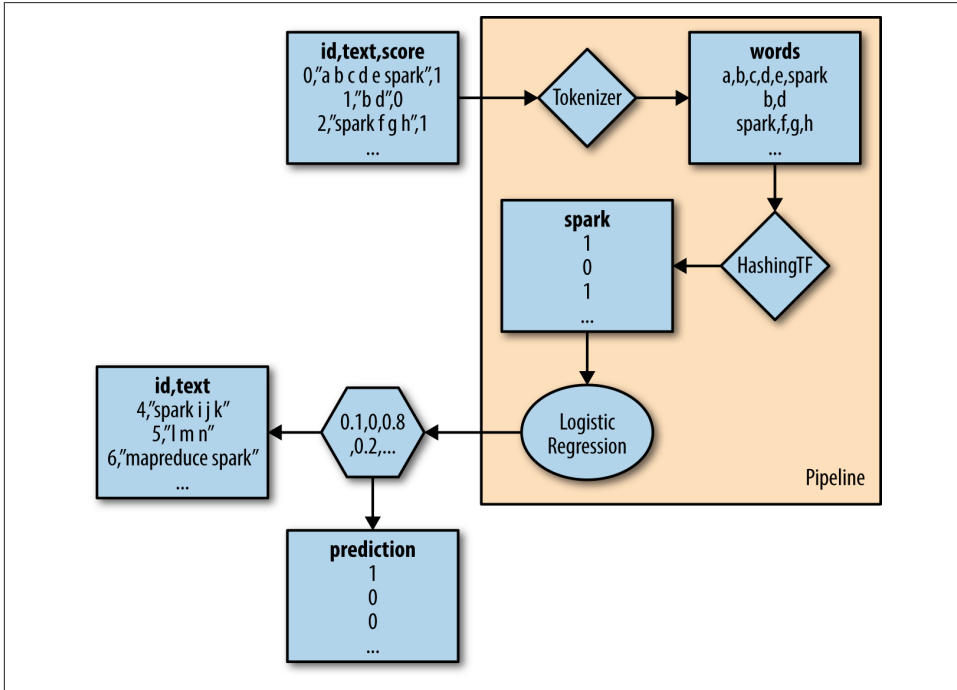 id,text,score
0,”a b c d e spark”,1
1,”b d”,0
2,”spark f g h”,1
...
Tokenizer
words
a,b,c,d,e,spark
b,d
spark,f,g,h
...
HashingTF
spark
1
0
1
...
Logistic
Regression
Pipeline
0.1,0,0.8
,0.2,...
id,text
4,”spark i j k”
5,”l m n”
6,”mapreduce spark”
...
prediction
1
0
0
...